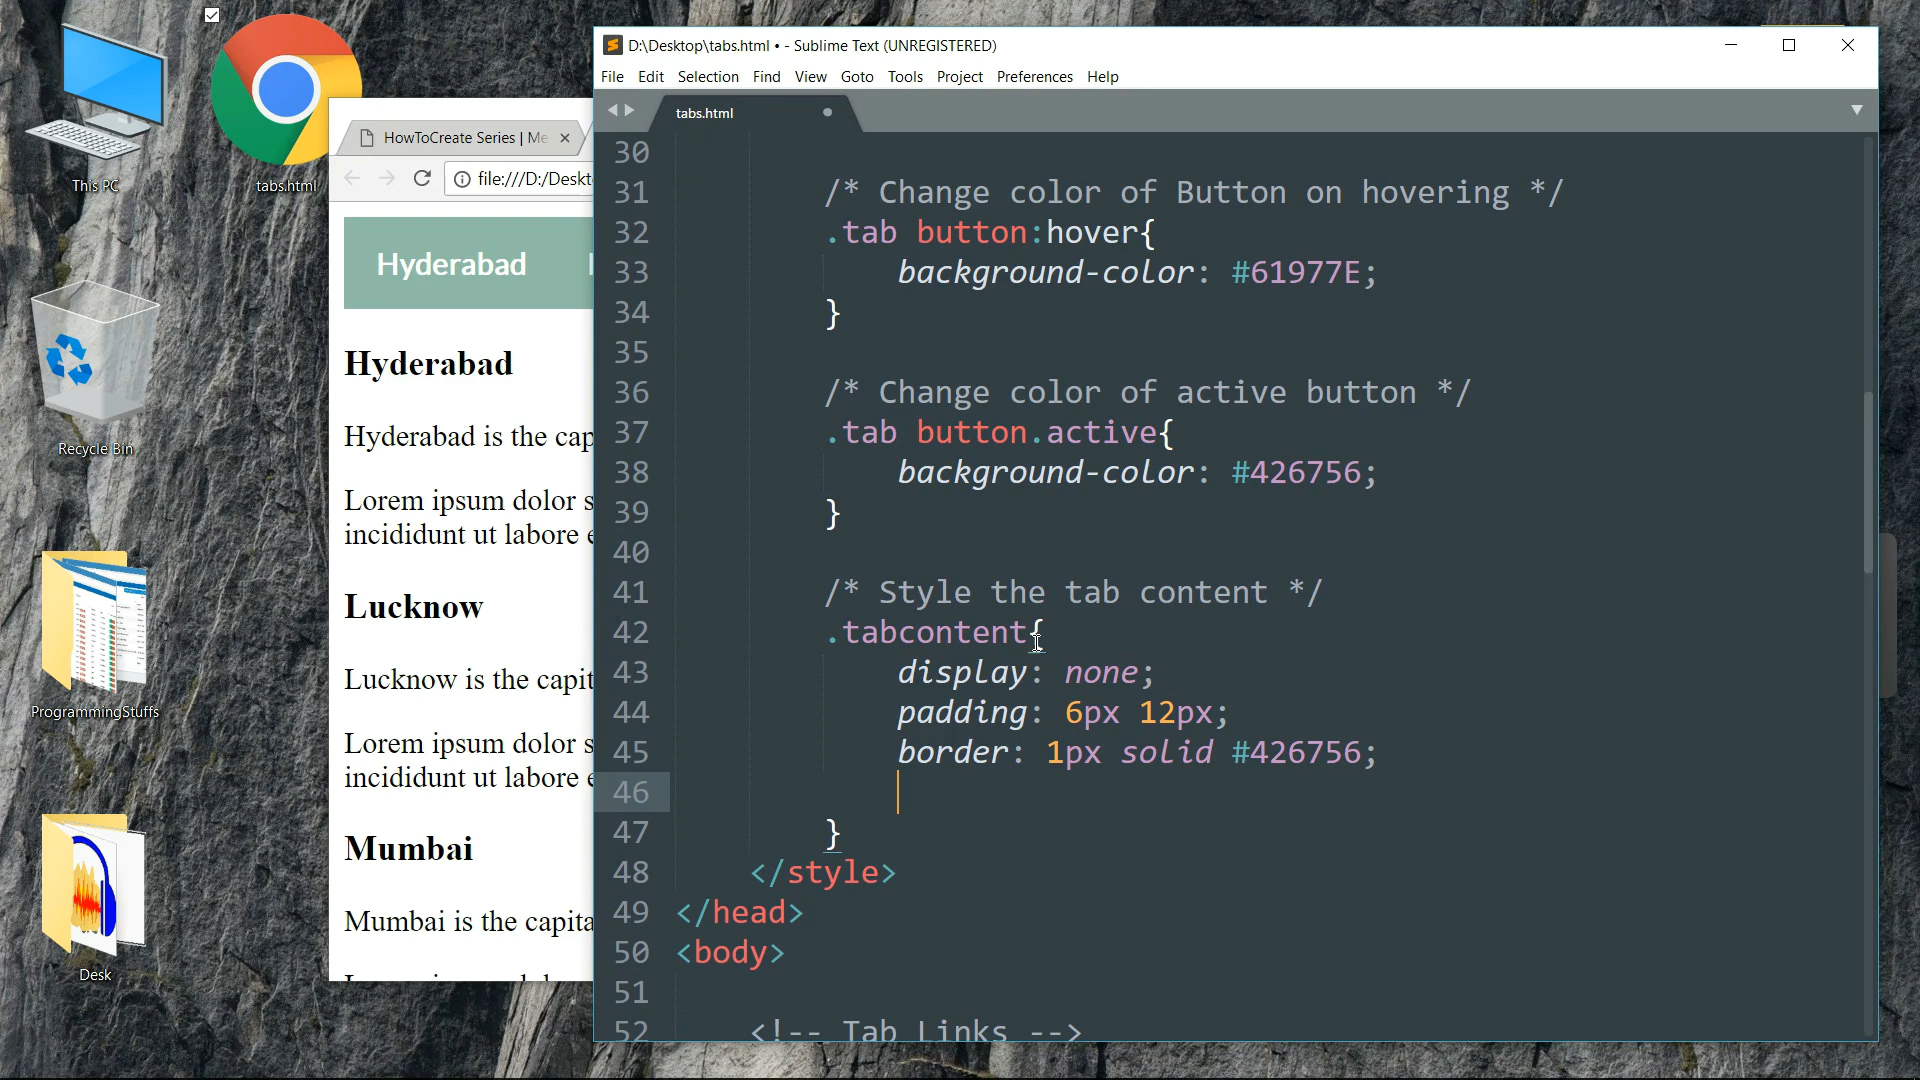 This PC
tabs.html
Recycle Bin
ProgrammingStuffs
Desk
HowToCreate Series | Me
file:///D:/Deskt
Hyderabad
Hyderabad
Hyderabad is the cap
Lorem ipsum dolor s
incididunt ut labore e
Lucknow
Lucknow is the capit
Lorem ipsum dolor s
incididunt ut labore e
Mumbai
Mumbai is the capita
D:\Desktop\tabs.html • - Sublime Text (UNREGISTERED)
File Edit Selection Find View Goto Tools Project Preferences Help
tabs.html
30
31 /* Change color of Button on hovering */
32 .tab button:hover{
33 background-color: #61977E;
34 }
35
36 /* Change color of active button */
37 .tab button.active{
38 background-color: #426756;
39 }
40
41 /* Style the tab content */
42 .tabcontent{
43 display: none;
44 padding: 6px 12px;
45 border: 1px solid #426756;
46
47 }
48 </style>
49 </head>
50 <body>
51
52 <!-- Tab Links -->